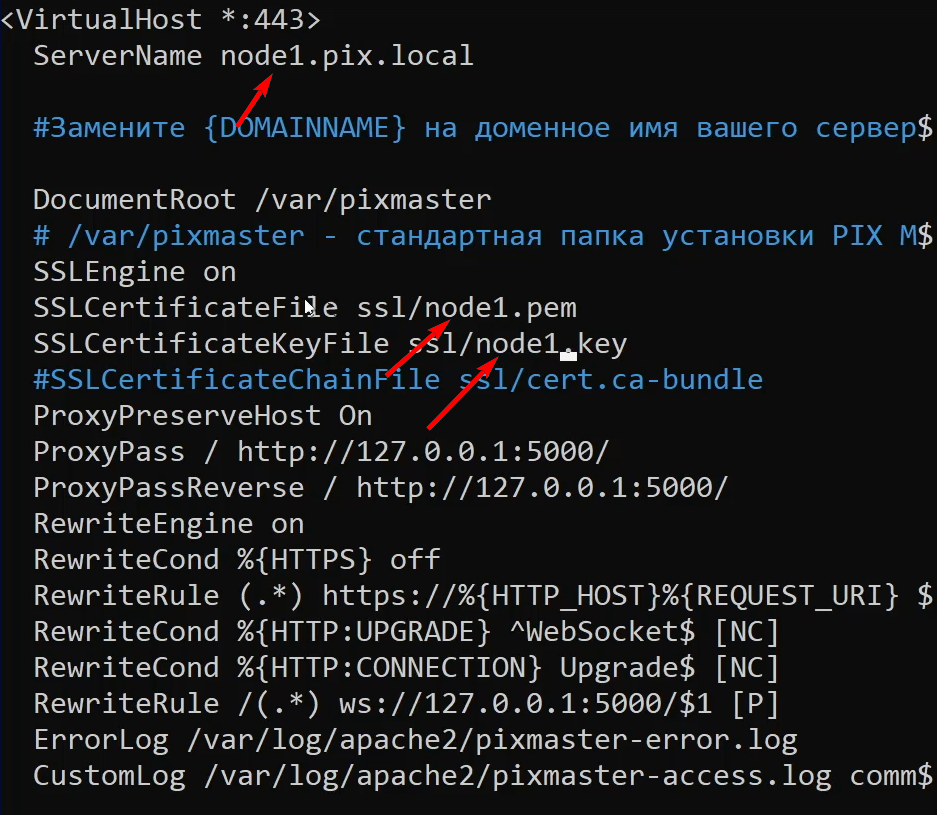 <VirtualHost *:443>
ServerName node1.pix.local
#Замените {DOMAINNAME} на доменное имя вашего сервер$
DocumentRoot /var/pixmaster
# /var/pixmaster - стандартная папка установки PIX M$
SSLEngine on
SSLCertificateFile ssl/node1.pem
SSLCertificateKeyFile ssl/node1.key
#SSLCertificateChainFile ssl/cert.ca-bundle
ProxyPreserveHost On
ProxyPass / http://127.0.0.1:5000/
ProxyPassReverse / http://127.0.0.1:5000/
RewriteEngine on
RewriteCond %{HTTPS} off
RewriteRule (.*) https://%{HTTP_HOST}%{REQUEST_URI} $
RewriteCond %{HTTP:UPGRADE} ^WebSocket$ [NC]
RewriteCond %{HTTP:CONNECTION} Upgrade$ [NC]
RewriteRule /(.*) ws://127.0.0.1:5000/$1 [P]
ErrorLog /var/log/apache2/pixmaster-error.log
CustomLog /var/log/apache2/pixmaster-access.log comm$